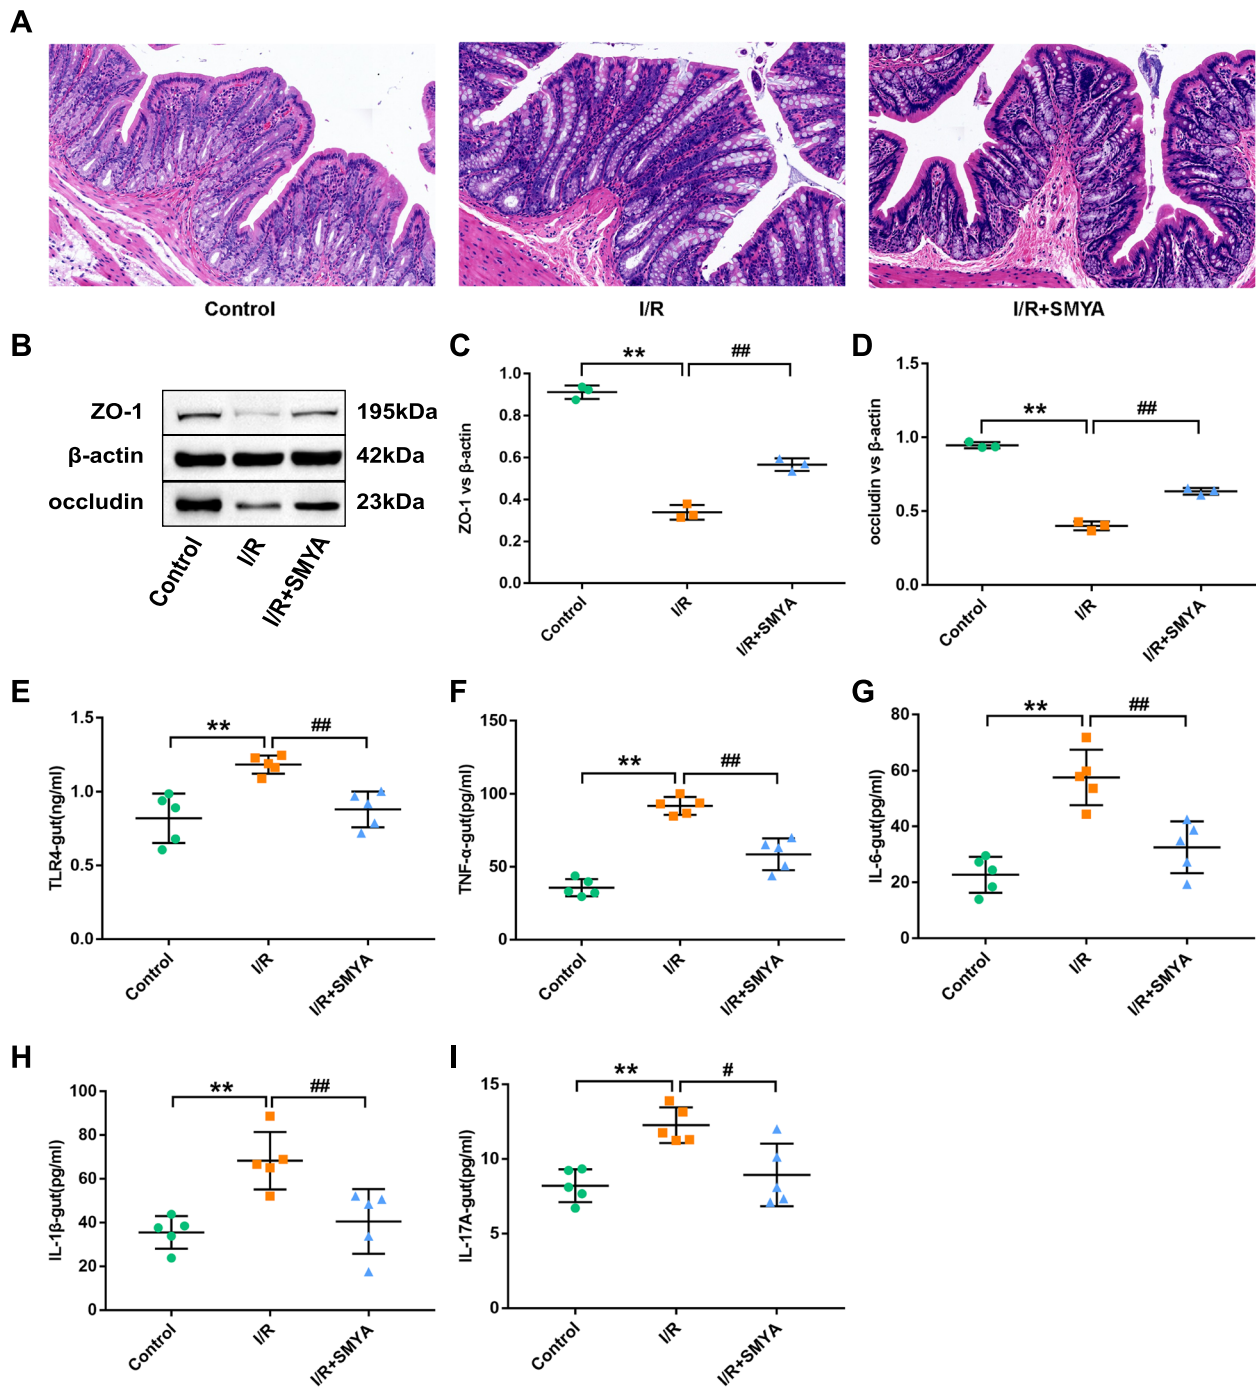 A
Control
I/R
I/R+SMYA
B
ZO-1
195kDa
β-actin
42kDa
occludin
23kDa
Control
I/R
I/R+SMYA
C
**
##
ZO-1 vs β-actin
1.0
0.8
0.6
0.4
0.2
0.0
Control
I/R
I/R+SMYA
D
**
##
occludin vs β-actin
1.5
1.0
0.5
0.0
Control
I/R
I/R+SMYA
E
**
##
TLR4-gut(ng/ml)
1.5
1.0
0.5
0.0
Control
I/R
I/R+SMYA
F
**
##
TNF-α-gut(pg/ml)
150
100
50
0
Control
I/R
I/R+SMYA
G
**
##
IL-6-gut(pg/ml)
80
60
40
20
0
Control
I/R
I/R+SMYA
H
**
##
IL-1β-gut(pg/ml)
100
80
60
40
20
0
Control
I/R
I/R+SMYA
I
**
#
IL-17A-gut(pg/ml)
15
10
5
0
Control
I/R
I/R+SMYA